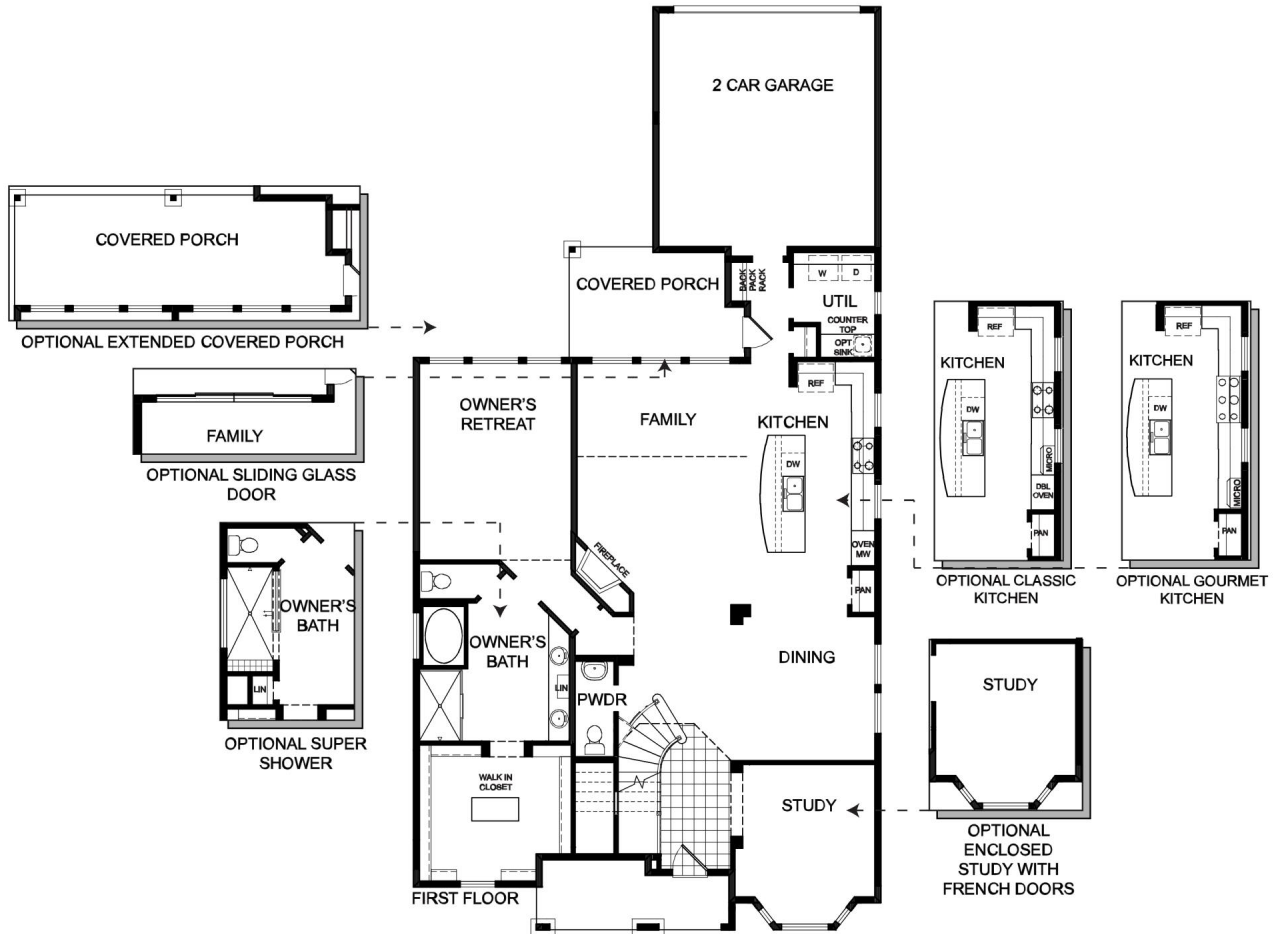 2 CAR GARAGE
COVERED PORCH
OPTIONAL EXTENDED COVERED PORCH
FAMILY
OPTIONAL SLIDING GLASS
DOOR
OWNER'S
BATH
LIN
OPTIONAL SUPER
SHOWER
COVERED PORCH
BACK
PACK
RACK
W
D
UTIL
COUNTER
TOP
OPT
SINK
OWNER'S
RETREAT
FAMILY
KITCHEN
REF
DW
OVEN
MW
PAN
FIREPLACE
OWNER'S
BATH
LIN
PWDR
DINING
WALK IN
CLOSET
STUDY
FIRST FLOOR
REF
KITCHEN
DW
MICRO
DBL
OVEN
PAN
OPTIONAL CLASSIC
KITCHEN
REF
KITCHEN
DW
MICRO
PAN
OPTIONAL GOURMET
KITCHEN
STUDY
OPTIONAL
ENCLOSED
STUDY WITH
FRENCH DOORS